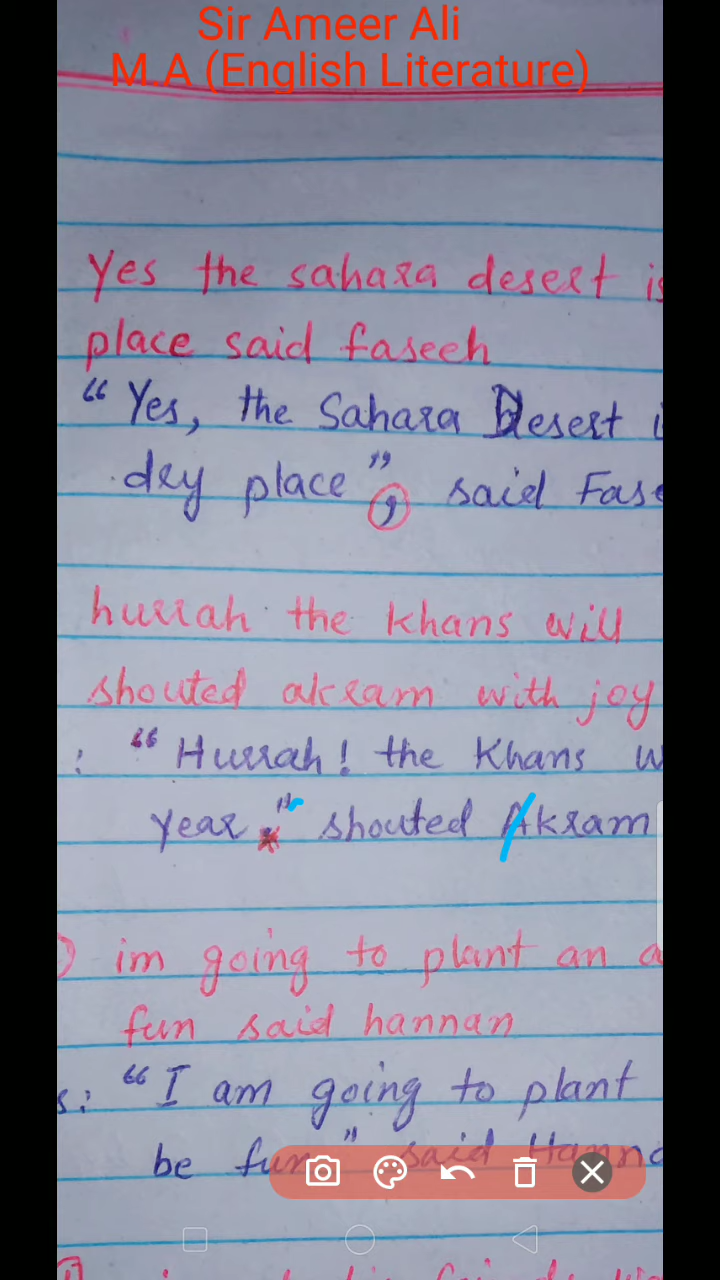 Sir Ameer Ali
M.A (English Literature)
Yes the sahara desert is
place said faseeh
“ Yes, the Sahara Desert i
dry place ”, said Fase
hurrah the khans will
shouted akram with joy
: “ Hurrah! the Khans w
year ” shouted Akram
) im going to plant an a
fun said hannan
s: “ I am going to plant
be fun ” said Hanna